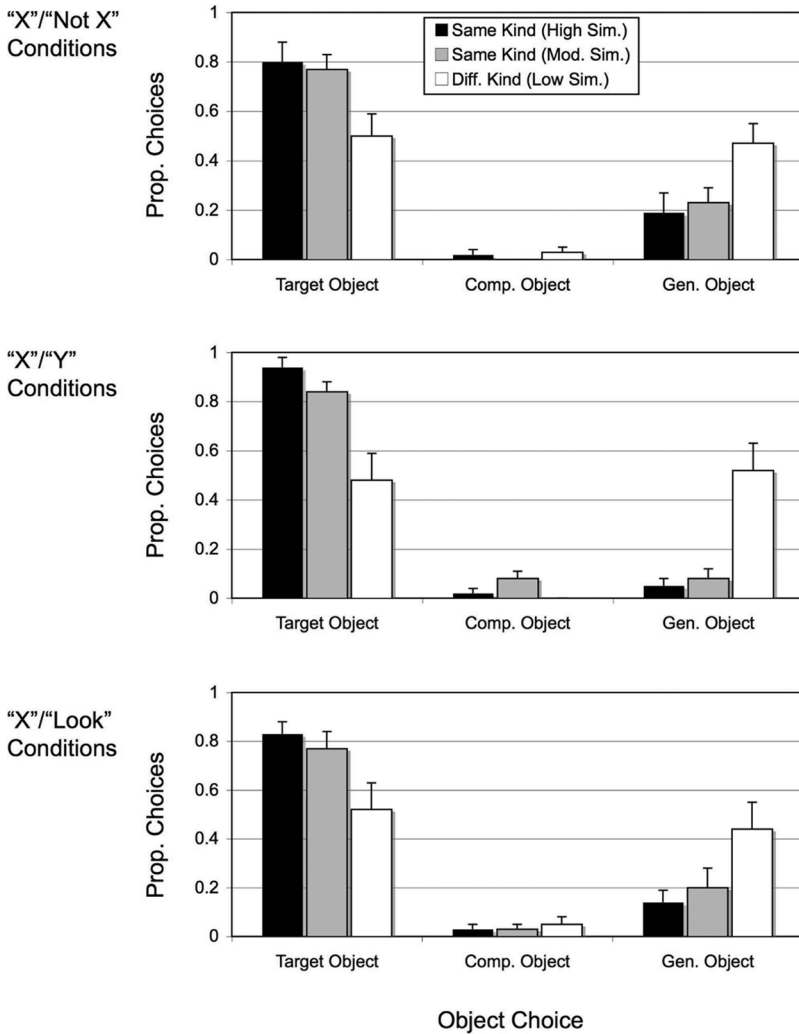 “X”/“Not X”
Conditions
Prop. Choices
1
0.8
0.6
0.4
0.2
0
Same Kind (High Sim.)
Same Kind (Mod. Sim.)
Diff. Kind (Low Sim.)
Target Object
Comp. Object
Gen. Object
“X”/“Y”
Conditions
Prop. Choices
1
0.8
0.6
0.4
0.2
0
Target Object
Comp. Object
Gen. Object
“X”/“Look”
Conditions
Prop. Choices
1
0.8
0.6
0.4
0.2
0
Target Object
Comp. Object
Gen. Object
Object Choice